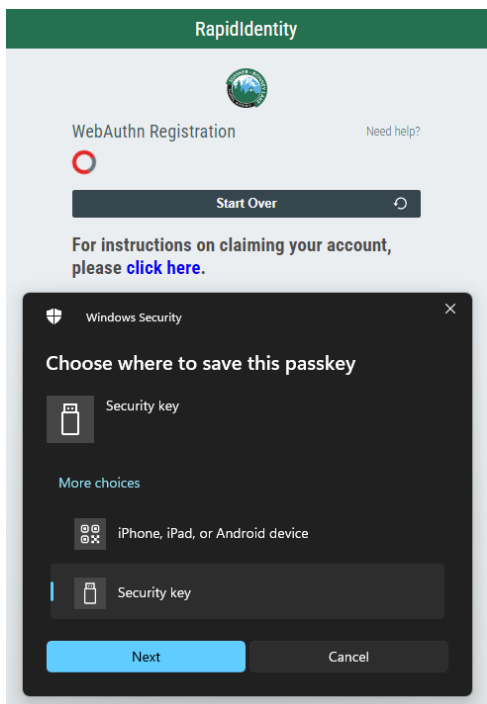 RapidIdentity
WebAuthn Registration
Need help?
Start Over
For instructions on claiming your account,
please click here.
Windows Security
Choose where to save this passkey
Security key
More choices
iPhone, iPad, or Android device
Security key
Next
Cancel